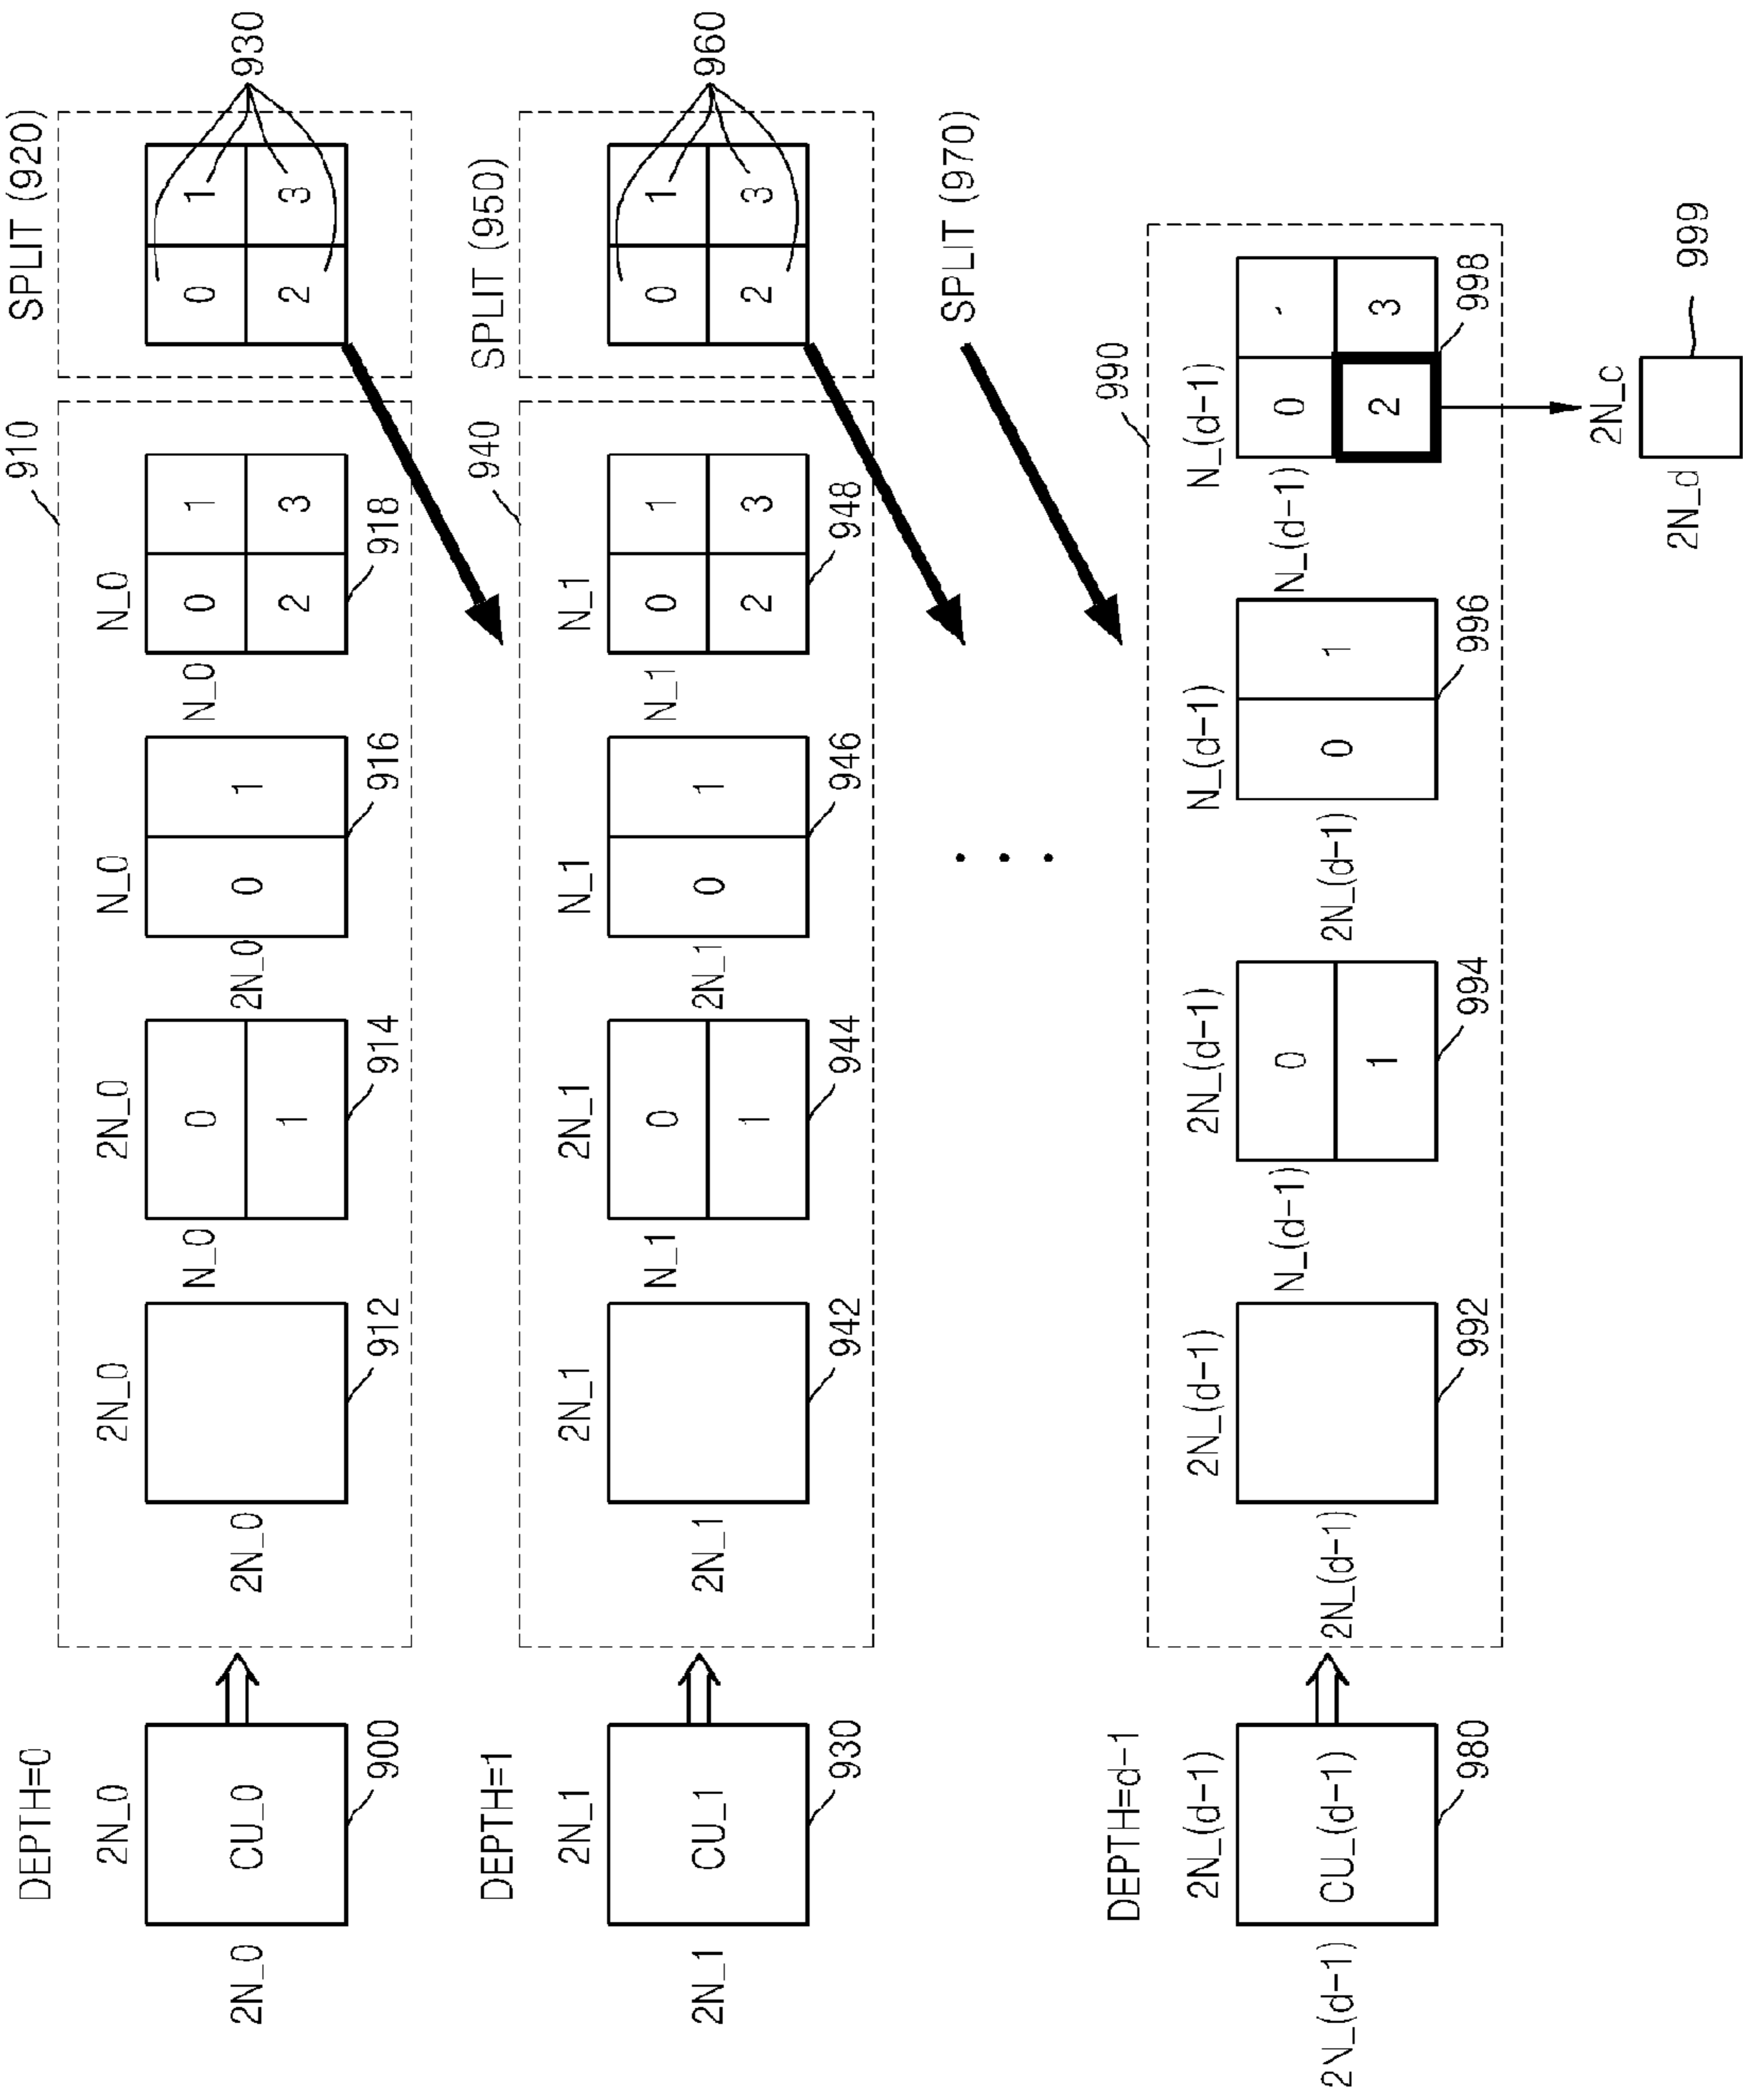 DEPTH=0
910
SPLIT (920)
2N_0
2N_0
2N_0
N_0
N_0
2N_0
CU_0
900
2N_0
912
N_0
0
1
914
2N_0
0
1
916
N_0
0
1
2
3
918
0
1
2
3
930
DEPTH=1
940
SPLIT (950)
2N_1
2N_1
2N_1
N_1
N_1
2N_1
CU_1
930
2N_1
942
N_1
0
1
944
2N_1
0
1
946
N_1
0
1
2
3
948
0
1
2
3
960
SPLIT (970)
DEPTH=d-1
990
2N_(d-1)
2N_(d-1)
2N_(d-1)
N_(d-1)
N_(d-1)
2N_(d-1)
CU_(d-1)
980
2N_(d-1)
992
N_(d-1)
0
1
994
2N_(d-1)
0
1
996
N_(d-1)
0
2
3
998
2N_c
2N_d
999